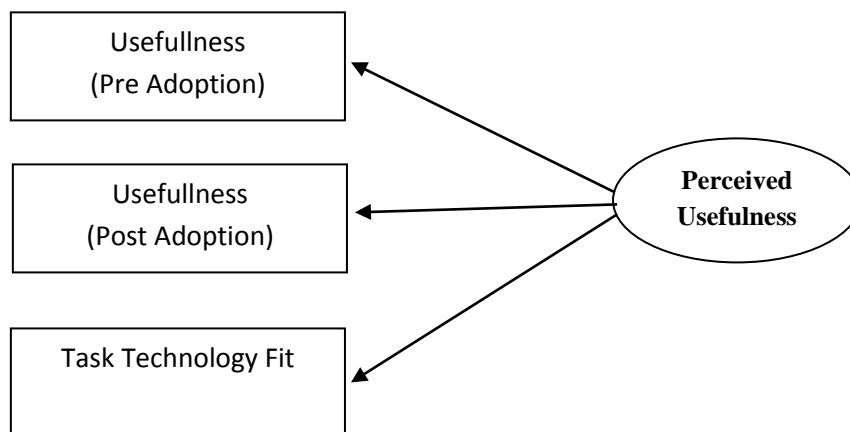 Usefullness
(Pre Adoption)
Usefullness
(Post Adoption)
Task Technology Fit
Perceived
Usefulness